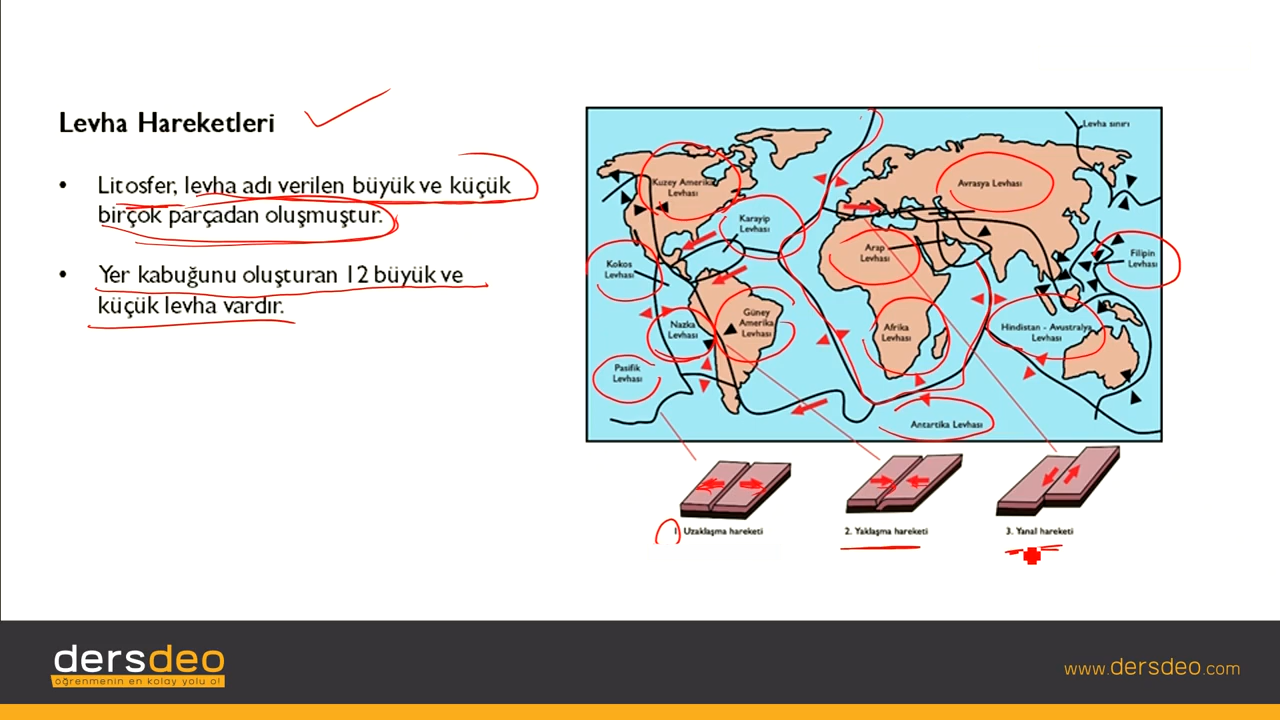 Levha Hareketleri
• Litosfer, levha adı verilen büyük ve küçük
birçok parçadan oluşmuştur.
• Yer kabuğunu oluşturan 12 büyük ve
küçük levha vardır.
Levha sınırı
Kuzey Amerika
Levhası
Avrasya Levhası
Karayip
Levhası
Kokos
Levhası
Arap
Levhası
Filipin
Levhası
Nazka
Levhası
Güney
Amerika
Levhası
Afrika
Levhası
Hindistan - Avustralya
Levhası
Pasifik
Levhası
Antartika Levhası
1. Uzaklaşma hareketi
2. Yaklaşma hareketi
3. Yanal hareketi
dersdeo
öğrenmenin en kolay yolu o!
www.dersdeo.com